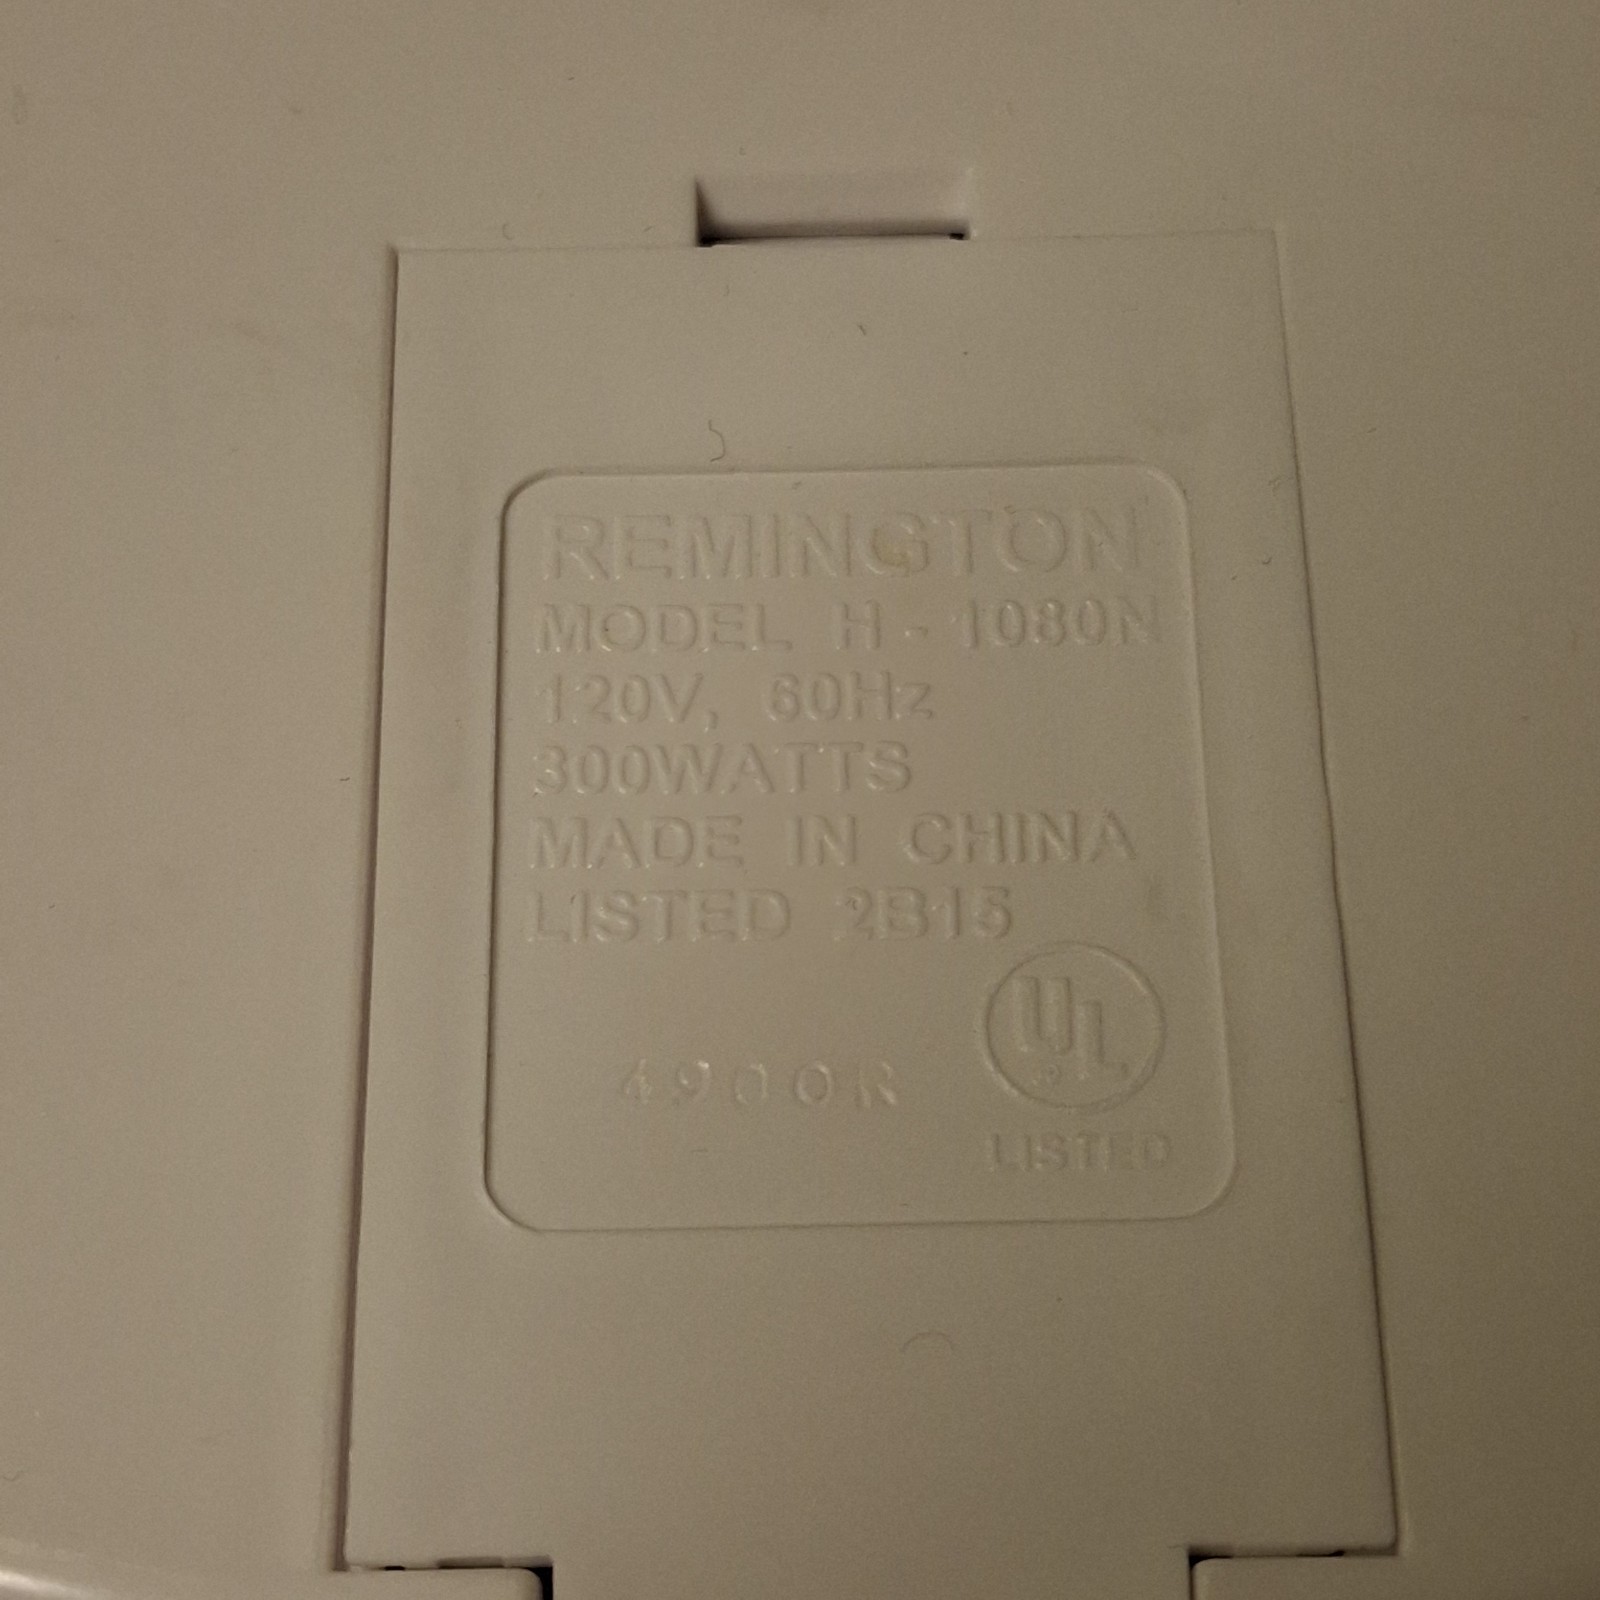 REMINGTON
MODEL H-1080N
120V, 60Hz
300WATTS
MADE IN CHINA
LISTED 2B15
UL
4900R
LISTED